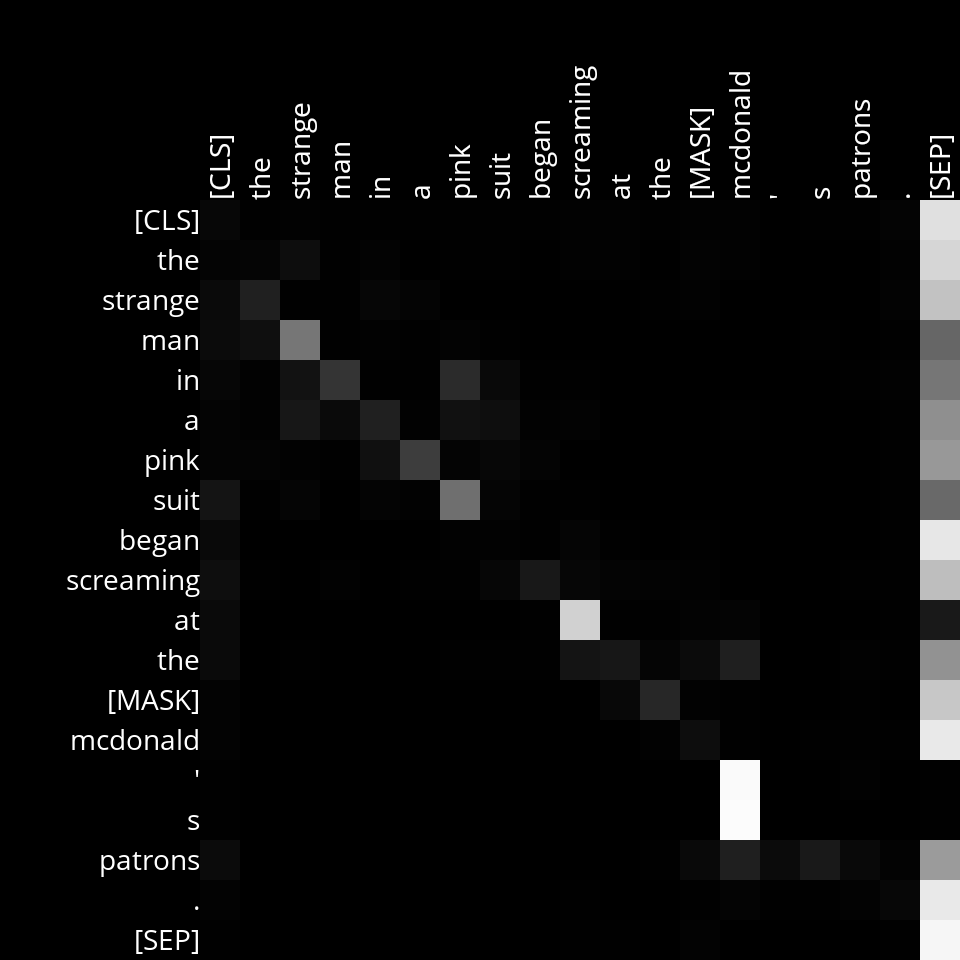 [CLS]
the
strange
man
in
a
pink
suit
began
screaming
at
the
[MASK]
mcdonald
'
s
patrons
.
[SEP]
[CLS]
the
strange
man
in
a
pink
suit
began
screaming
at
the
[MASK]
mcdonald
'
s
patrons
.
[SEP]